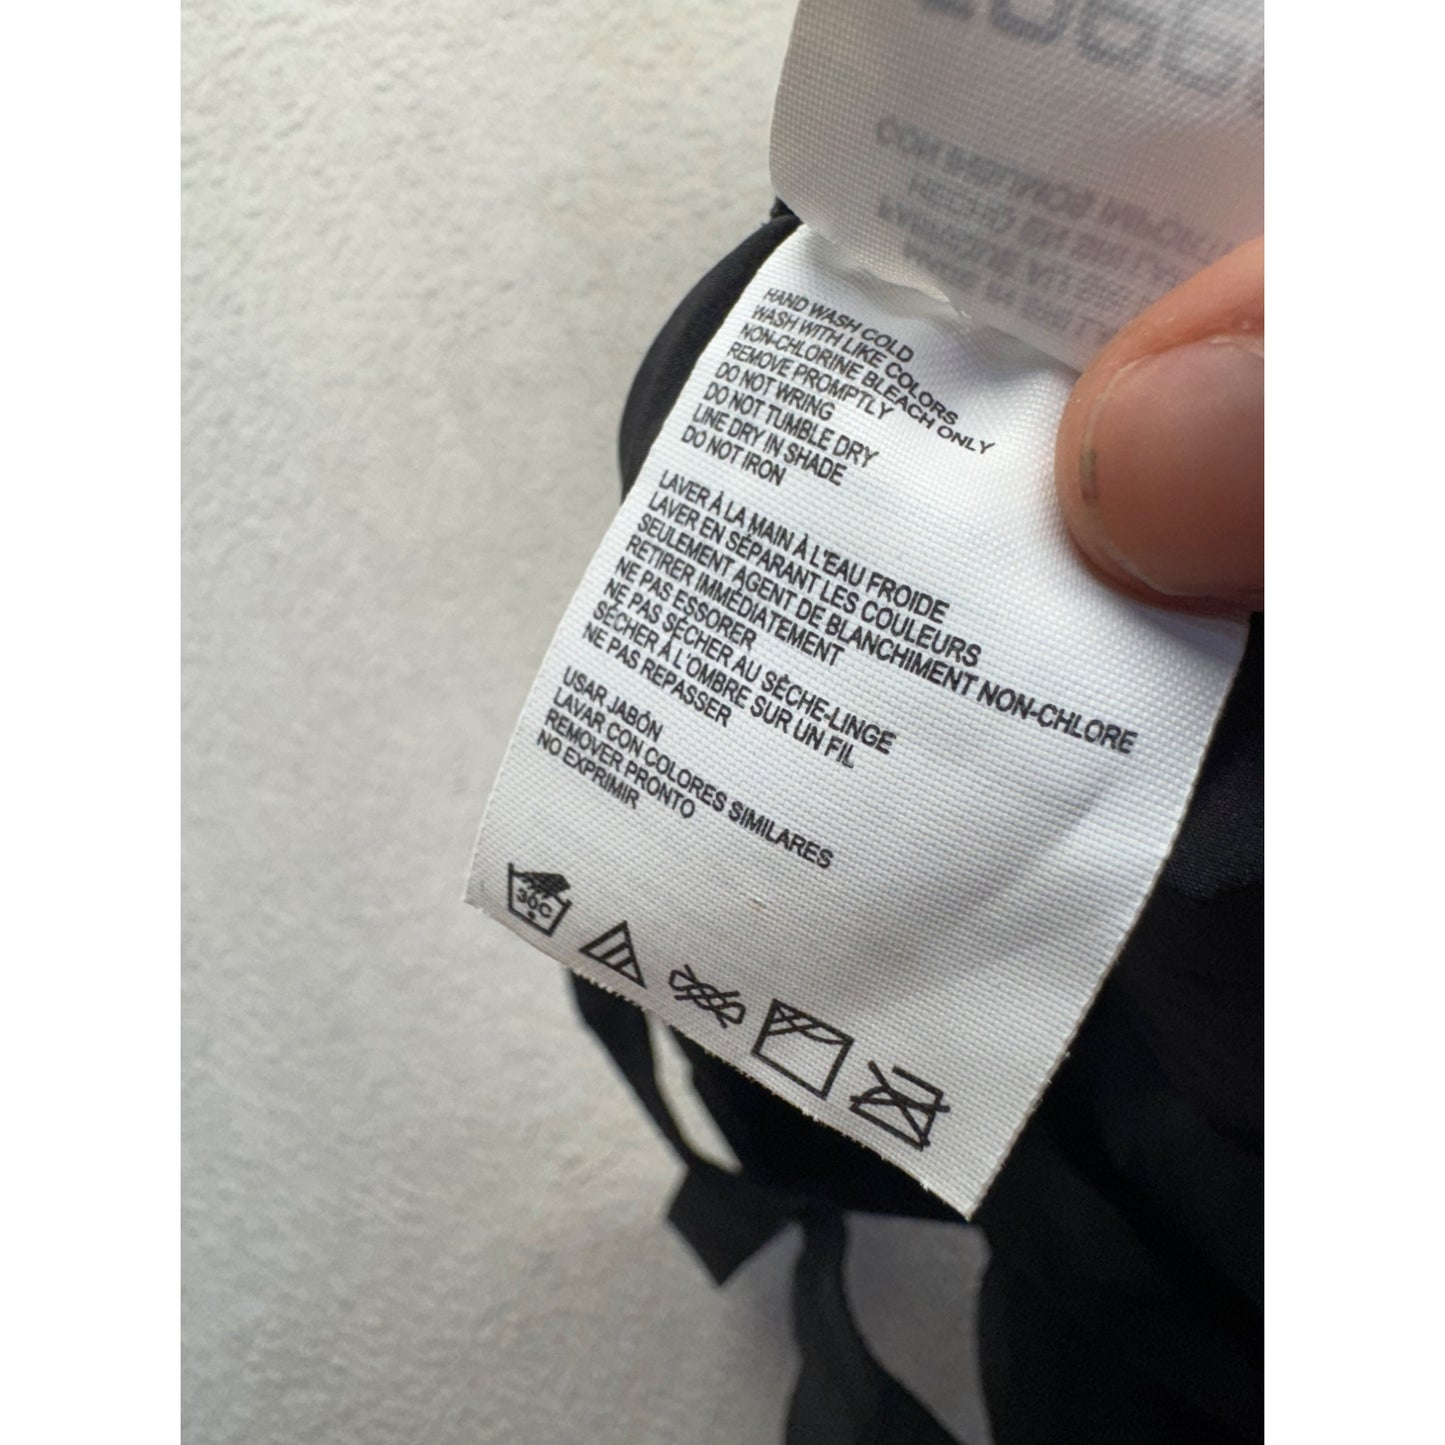 HAND WASH COLD
WASH WITH LIKE COLORS
NON-CHLORINE BLEACH ONLY
REMOVE PROMPTLY
DO NOT WRING
DO NOT TUMBLE DRY
LINE DRY IN SHADE
DO NOT IRON
LAVER À LA MAIN À L'EAU FROIDE
LAVER EN SÉPARANT LES COULEURS
SEULEMENT AGENT DE BLANCHIMENT NON-CHLORE
RETIRER IMMÉDIATEMENT
NE PAS ESSORER
NE PAS SÉCHER AU SÈCHE-LINGE
SÉCHER À L'OMBRE SUR UN FIL
NE PAS REPASSER
USAR JABÓN
LAVAR CON COLORES SIMILARES
REMOVER PRONTO
NO EXPRIMIR
30C